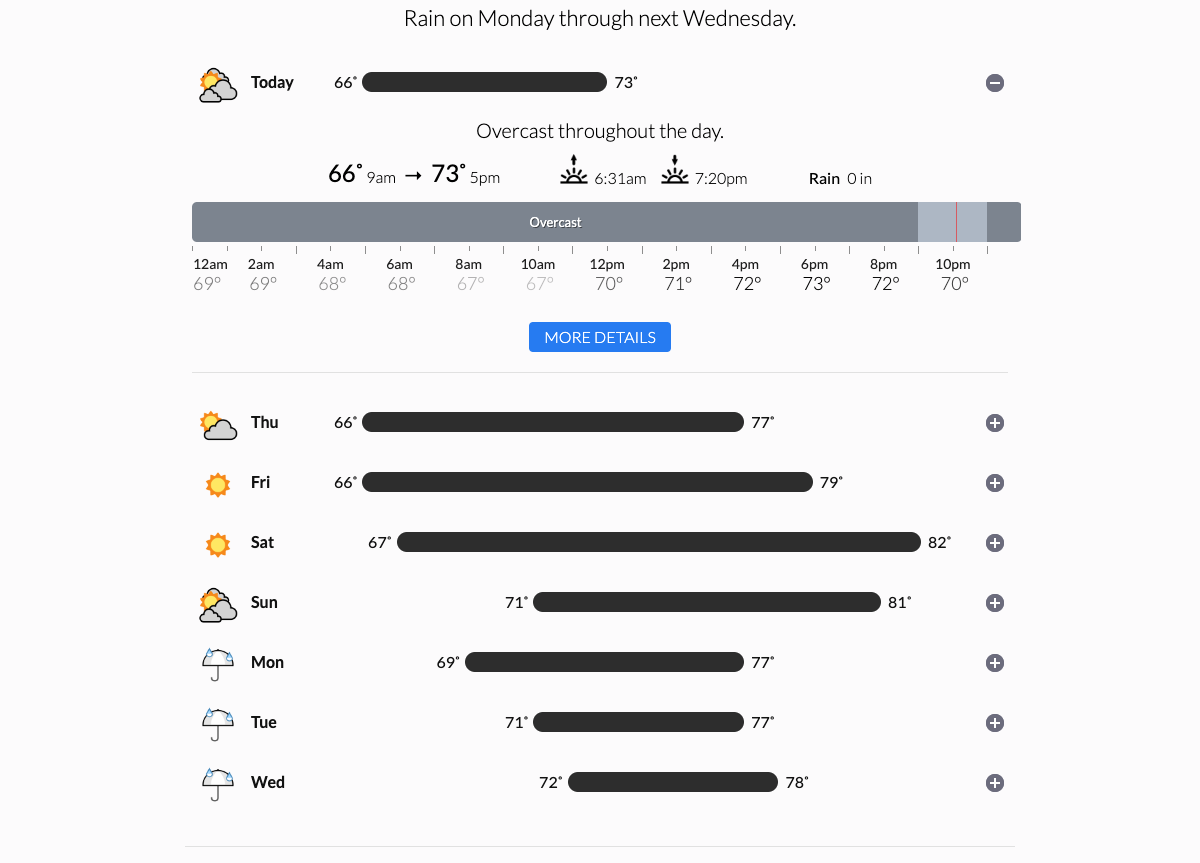 Rain on Monday through next Wednesday.
Today 66˚ 73˚
Overcast throughout the day.
66˚ 9am → 73˚ 5pm 6:31am 7:20pm Rain 0 in
Overcast
12am 2am 4am 6am 8am 10am 12pm 2pm 4pm 6pm 8pm 10pm
69° 69° 68° 68° 67° 67° 70° 71° 72° 73° 72° 70°
MORE DETAILS
Thu 66˚ 77˚
Fri 66˚ 79˚
Sat 67˚ 82˚
Sun 71˚ 81˚
Mon 69˚ 77˚
Tue 71˚ 77˚
Wed 72˚ 78˚